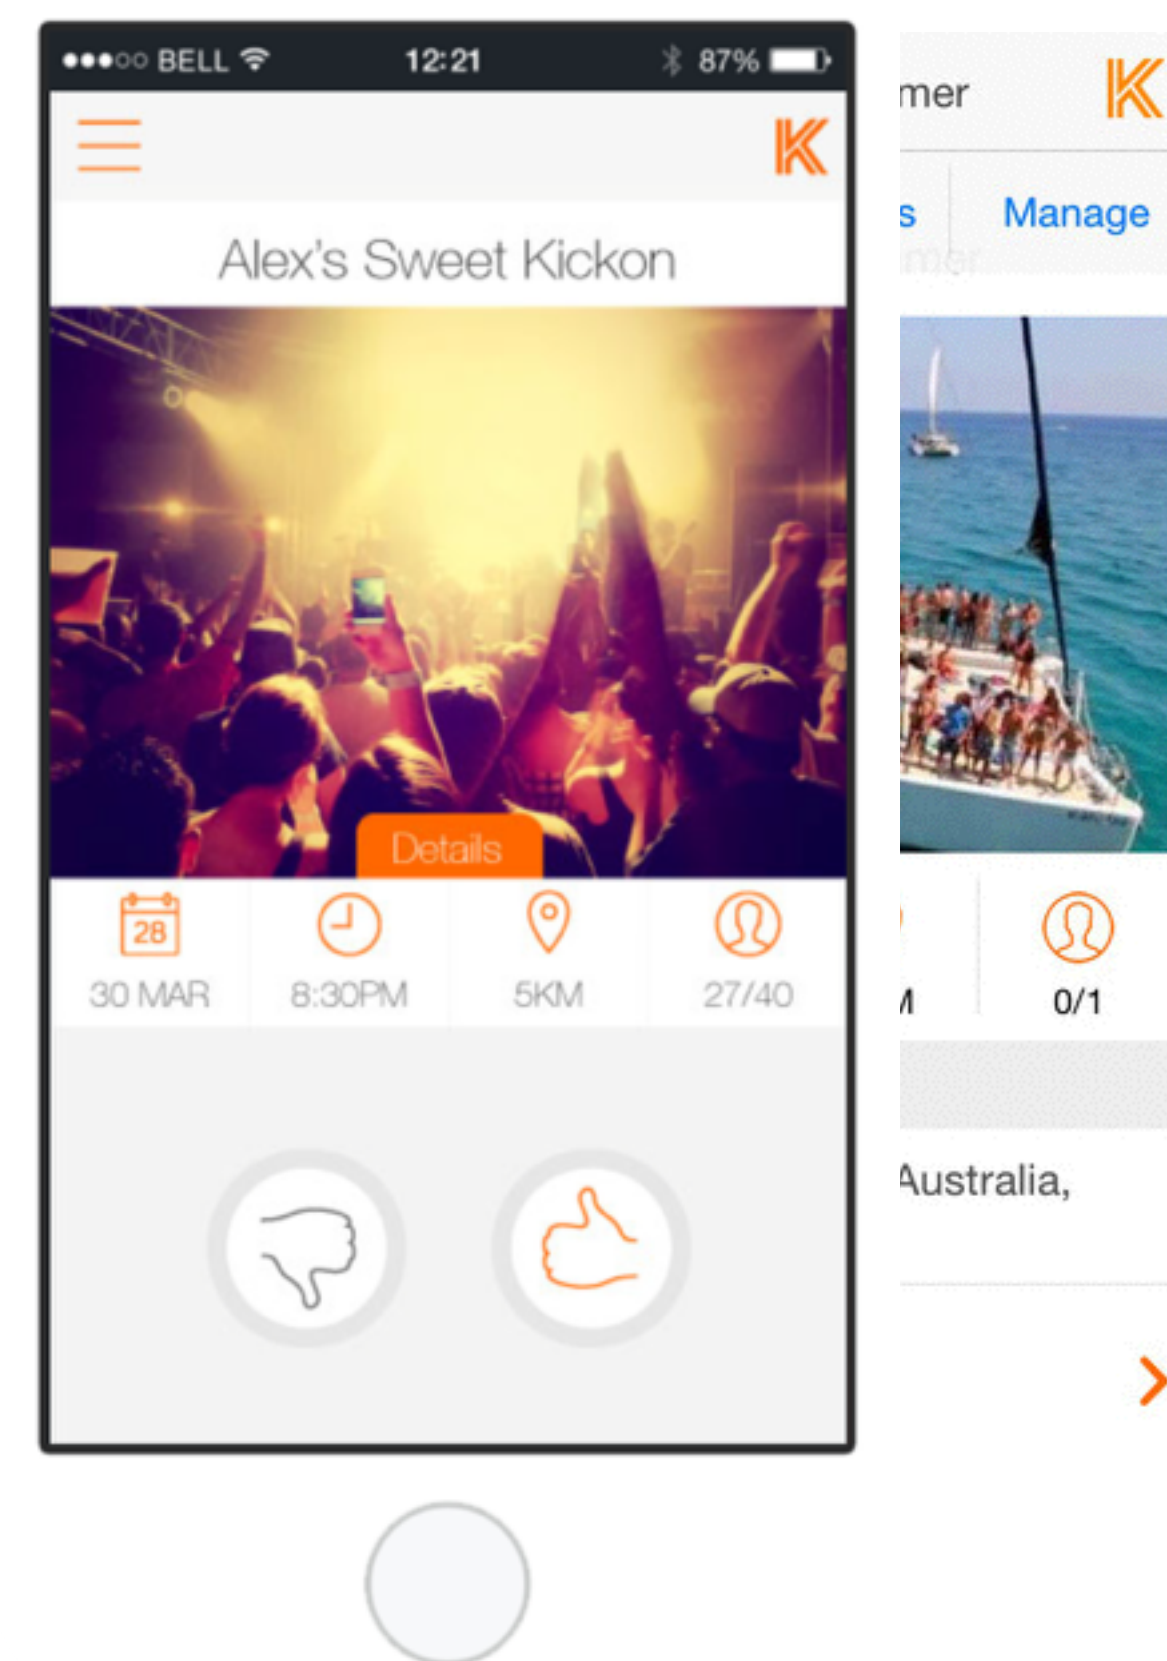 BELL 12:21 87%
K
Alex's Sweet Kickon
Details
28
30 MAR 8:30PM 5KM 27/40
mer K
s Manage
mer
M 0/1
Australia,